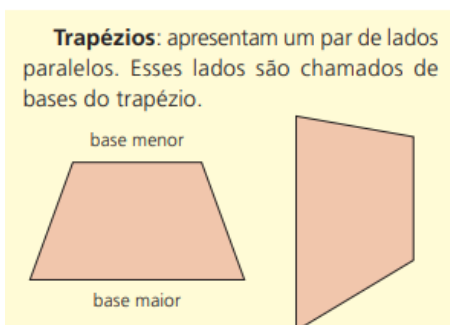 Trapézios: apresentam um par de lados
paralelos. Esses lados são chamados de
bases do trapézio.
base menor
base maior